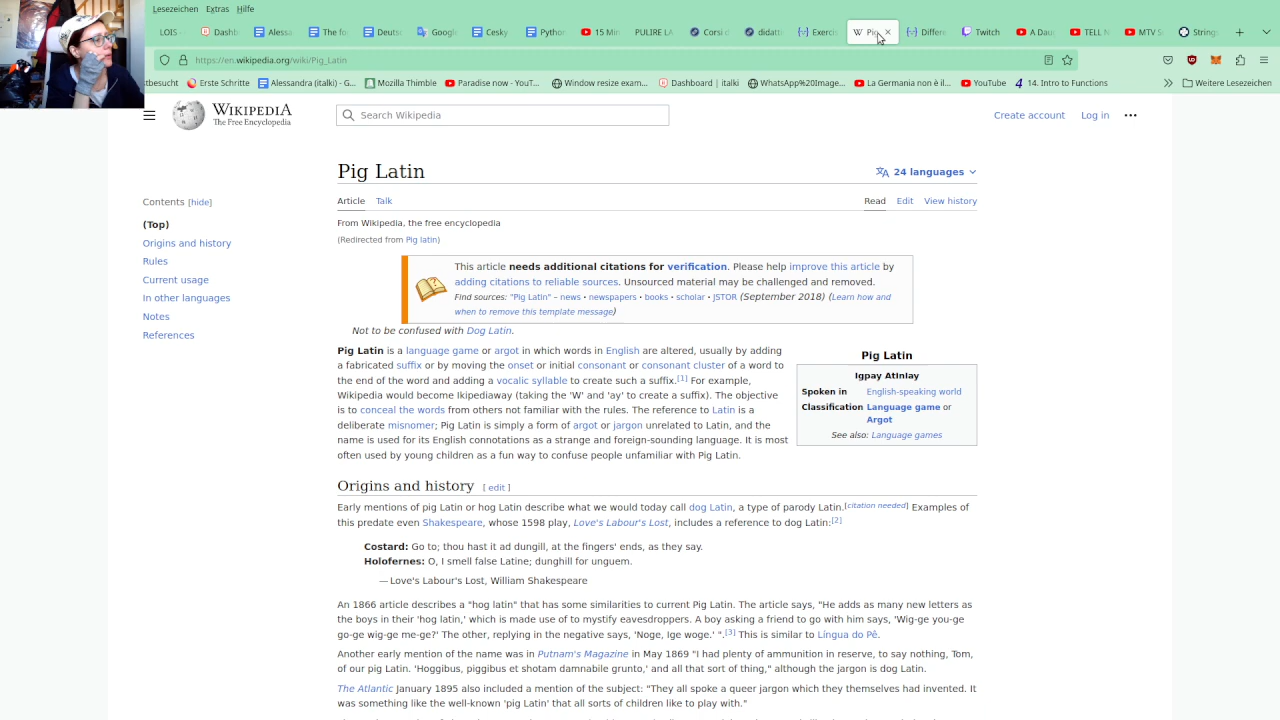 Lesezeichen Extras Hilfe
LOIS - Dashb Alessa The fo Deutsc Google Cesky Python 15 Min PULIRE LA Corsi d didatti Exerci Pig Differe Twitch A Daug TELL N MTV S String
https://en.wikipedia.org/wiki/Pig_Latin
tbesucht Erste Schritte Alessandra (italki) - G... Mozilla Thimble Paradise now - YouT... Window resize exam... Dashboard | italki WhatsApp%20Image... La Germania non è il... YouTube 14. Intro to Functions Weitere Lesezeichen
WIKIPEDIA
The Free Encyclopedia
Search Wikipedia
Create account Log in
Pig Latin
24 languages
Contents [hide]
(Top)
Origins and history
Rules
Current usage
In other languages
Notes
References
Article Talk
Read Edit View history
From Wikipedia, the free encyclopedia
(Redirected from Pig latin)
This article needs additional citations for verification. Please help improve this article by
adding citations to reliable sources. Unsourced material may be challenged and removed.
Find sources: "Pig Latin" – news · newspapers · books · scholar · JSTOR (September 2018) (Learn how and
when to remove this template message)
Not to be confused with Dog Latin.
Pig Latin is a language game or argot in which words in English are altered, usually by adding
a fabricated suffix or by moving the onset or initial consonant or consonant cluster of a word to
the end of the word and adding a vocalic syllable to create such a suffix.[1] For example,
Wikipedia would become Ikipediaway (taking the 'W' and 'ay' to create a suffix). The objective
is to conceal the words from others not familiar with the rules. The reference to Latin is a
deliberate misnomer; Pig Latin is simply a form of argot or jargon unrelated to Latin, and the
name is used for its English connotations as a strange and foreign-sounding language. It is most
often used by young children as a fun way to confuse people unfamiliar with Pig Latin.
Pig Latin
Igpay Atinlay
Spoken in English-speaking world
Classification Language game or
Argot
See also: Language games
Origins and history [ edit ]
Early mentions of pig Latin or hog Latin describe what we would today call dog Latin, a type of parody Latin.[citation needed] Examples of
this predate even Shakespeare, whose 1598 play, Love's Labour's Lost, includes a reference to dog Latin:[2]
Costard: Go to; thou hast it ad dungill, at the fingers' ends, as they say.
Holofernes: O, I smell false Latine; dunghill for unguem.
— Love's Labour's Lost, William Shakespeare
An 1866 article describes a "hog latin" that has some similarities to current Pig Latin. The article says, "He adds as many new letters as
the boys in their 'hog latin,' which is made use of to mystify eavesdroppers. A boy asking a friend to go with him says, 'Wig-ge you-ge
go-ge wig-ge me-ge?' The other, replying in the negative says, 'Noge, Ige woge.' ".[3] This is similar to Língua do Pê.
Another early mention of the name was in Putnam's Magazine in May 1869 "I had plenty of ammunition in reserve, to say nothing, Tom,
of our pig Latin. 'Hoggibus, piggibus et shotam damnabile grunto,' and all that sort of thing," although the jargon is dog Latin.
The Atlantic January 1895 also included a mention of the subject: "They all spoke a queer jargon which they themselves had invented. It
was something like the well-known 'pig Latin' that all sorts of children like to play with."